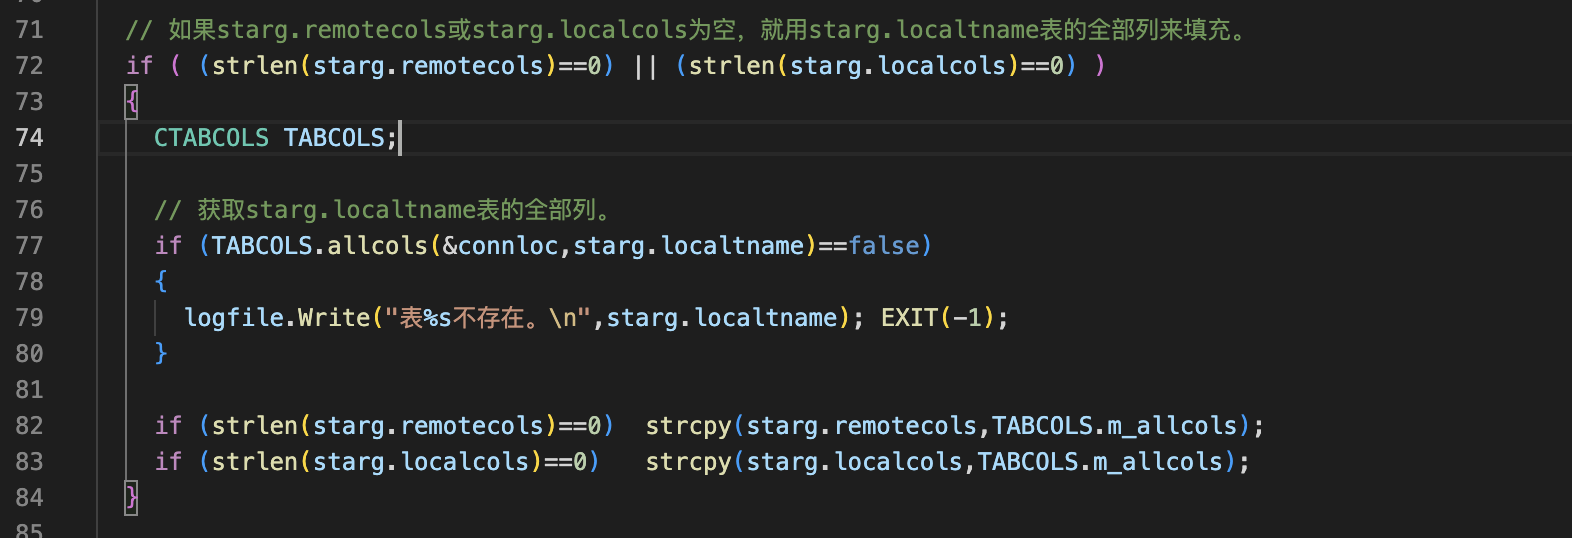 71 // 如果starg.remotecols或starg.localcols为空，就用starg.localtname表的全部列来填充。
72 if ( (strlen(starg.remotecols)==0) || (strlen(starg.localcols)==0) )
73 {
74 CTABCOLS TABCOLS;
75
76 // 获取starg.localtname表的全部列。
77 if (TABCOLS.allcols(&connloc,starg.localtname)==false)
78 {
79 logfile.Write("表%s不存在。\n",starg.localtname); EXIT(-1);
80 }
81
82 if (strlen(starg.remotecols)==0)  strcpy(starg.remotecols,TABCOLS.m_allcols);
83 if (strlen(starg.localcols)==0)   strcpy(starg.localcols,TABCOLS.m_allcols);
84 }
85